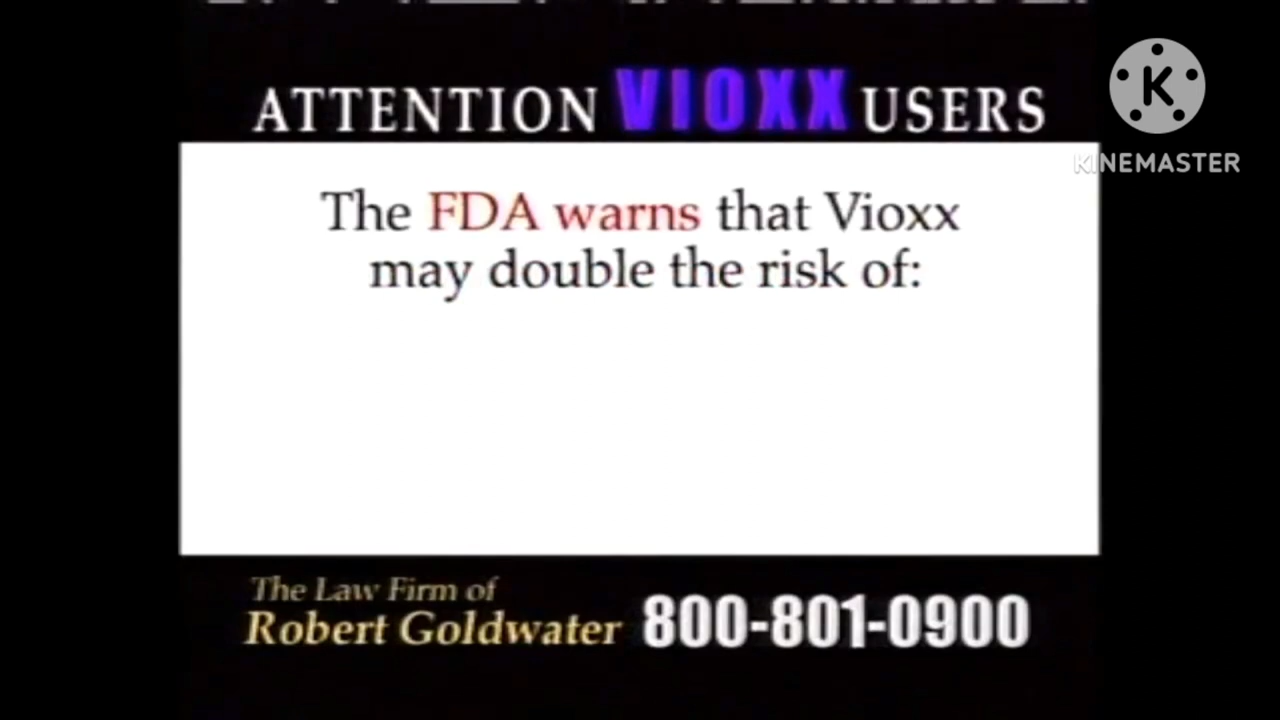 ATTENTION VIOXX USERS
KINEMASTER
The FDA warns that Vioxx
may double the risk of:
The Law Firm of
Robert Goldwater 800-801-0900